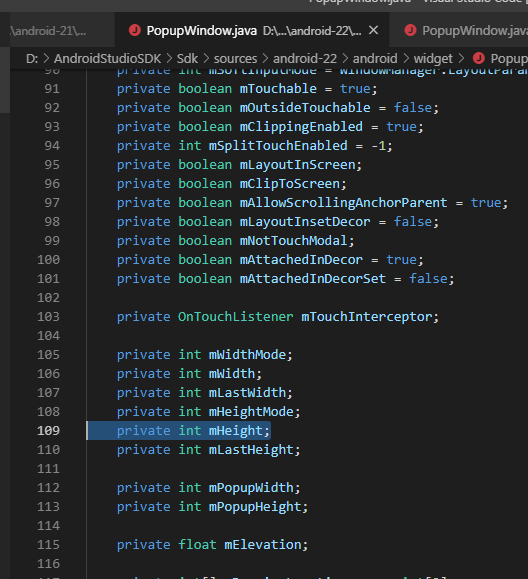 PopupWindow.java - Visual Studio Code [
\android-21\...
J PopupWindow.java D:\...\android-22\... ×
J PopupWindow.java
D: > AndroidStudioSDK > Sdk > sources > android-22 > android > widget > J Popup
90 private int mSoftInputMode = WindowManager.LayoutParam
91 private boolean mTouchable = true;
92 private boolean mOutsideTouchable = false;
93 private boolean mClippingEnabled = true;
94 private int mSplitTouchEnabled = -1;
95 private boolean mLayoutInScreen;
96 private boolean mClipToScreen;
97 private boolean mAllowScrollingAnchorParent = true;
98 private boolean mLayoutInsetDecor = false;
99 private boolean mNotTouchModal;
100 private boolean mAttachedInDecor = true;
101 private boolean mAttachedInDecorSet = false;
102
103 private OnTouchListener mTouchInterceptor;
104
105 private int mWidthMode;
106 private int mWidth;
107 private int mLastWidth;
108 private int mHeightMode;
109 private int mHeight;
110 private int mLastHeight;
111
112 private int mPopupWidth;
113 private int mPopupHeight;
114
115 private float mElevation;
116